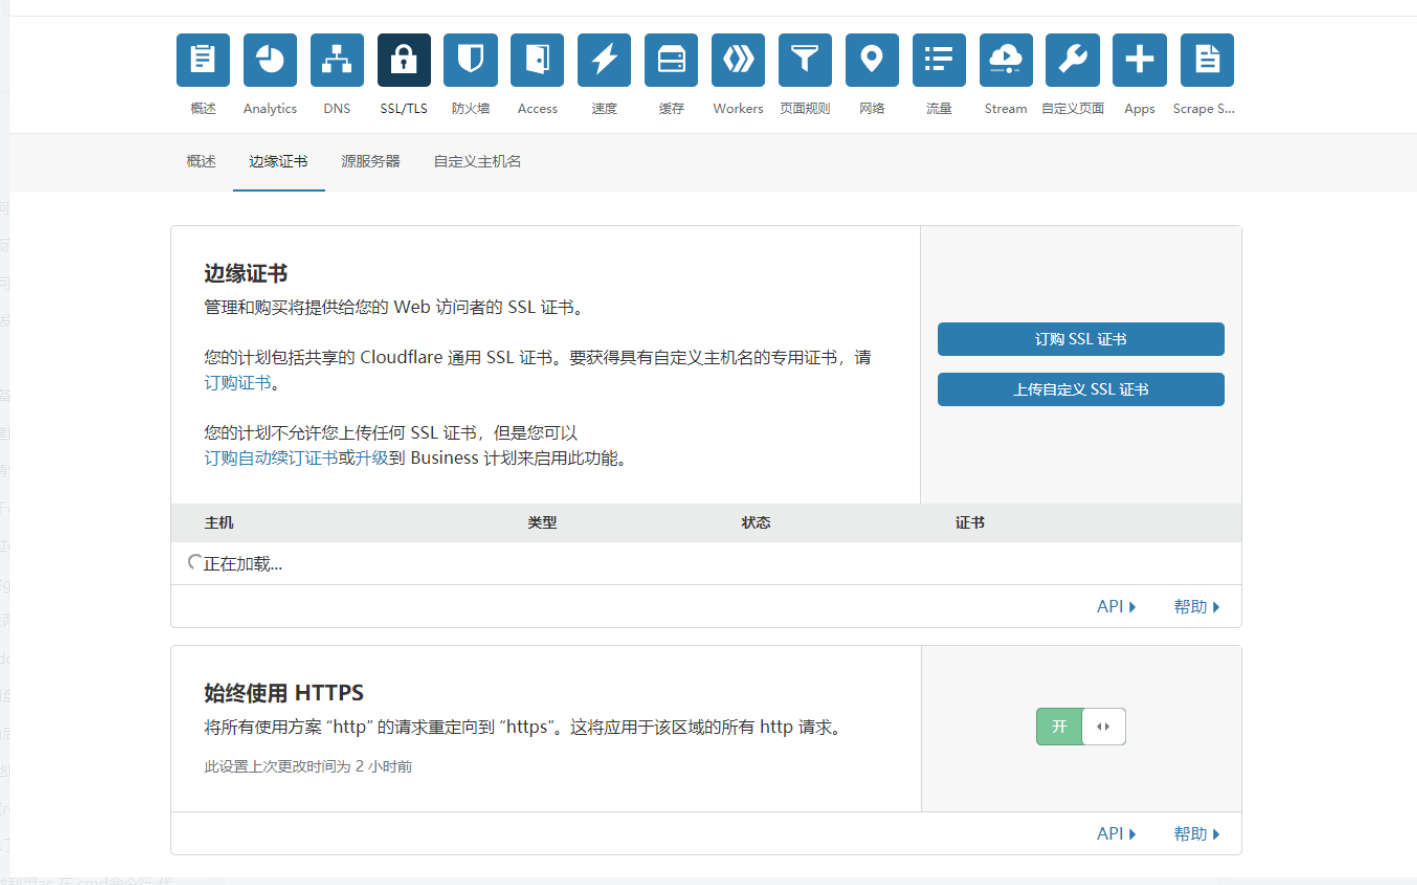 概述 Analytics DNS SSL/TLS 防火墙 Access 速度 缓存 Workers 页面规则 网络 流量 Stream 自定义页面 Apps Scrape S...
概述 边缘证书 源服务器 自定义主机名
边缘证书
管理和购买将提供给您的 Web 访问者的 SSL 证书。
您的计划包括共享的 Cloudflare 通用 SSL 证书。要获得具有自定义主机名的专用证书，请
订购证书。
您的计划不允许您上传任何 SSL 证书，但是您可以
订购自动续订证书或升级到 Business 计划来启用此功能。
订购 SSL 证书
上传自定义 SSL 证书
主机 类型 状态 证书
正在加载...
API 帮助
始终使用 HTTPS
将所有使用方案 “http” 的请求重定向到 “https”。这将应用于该区域的所有 http 请求。
此设置上次更改时间为 2 小时前
开
API 帮助